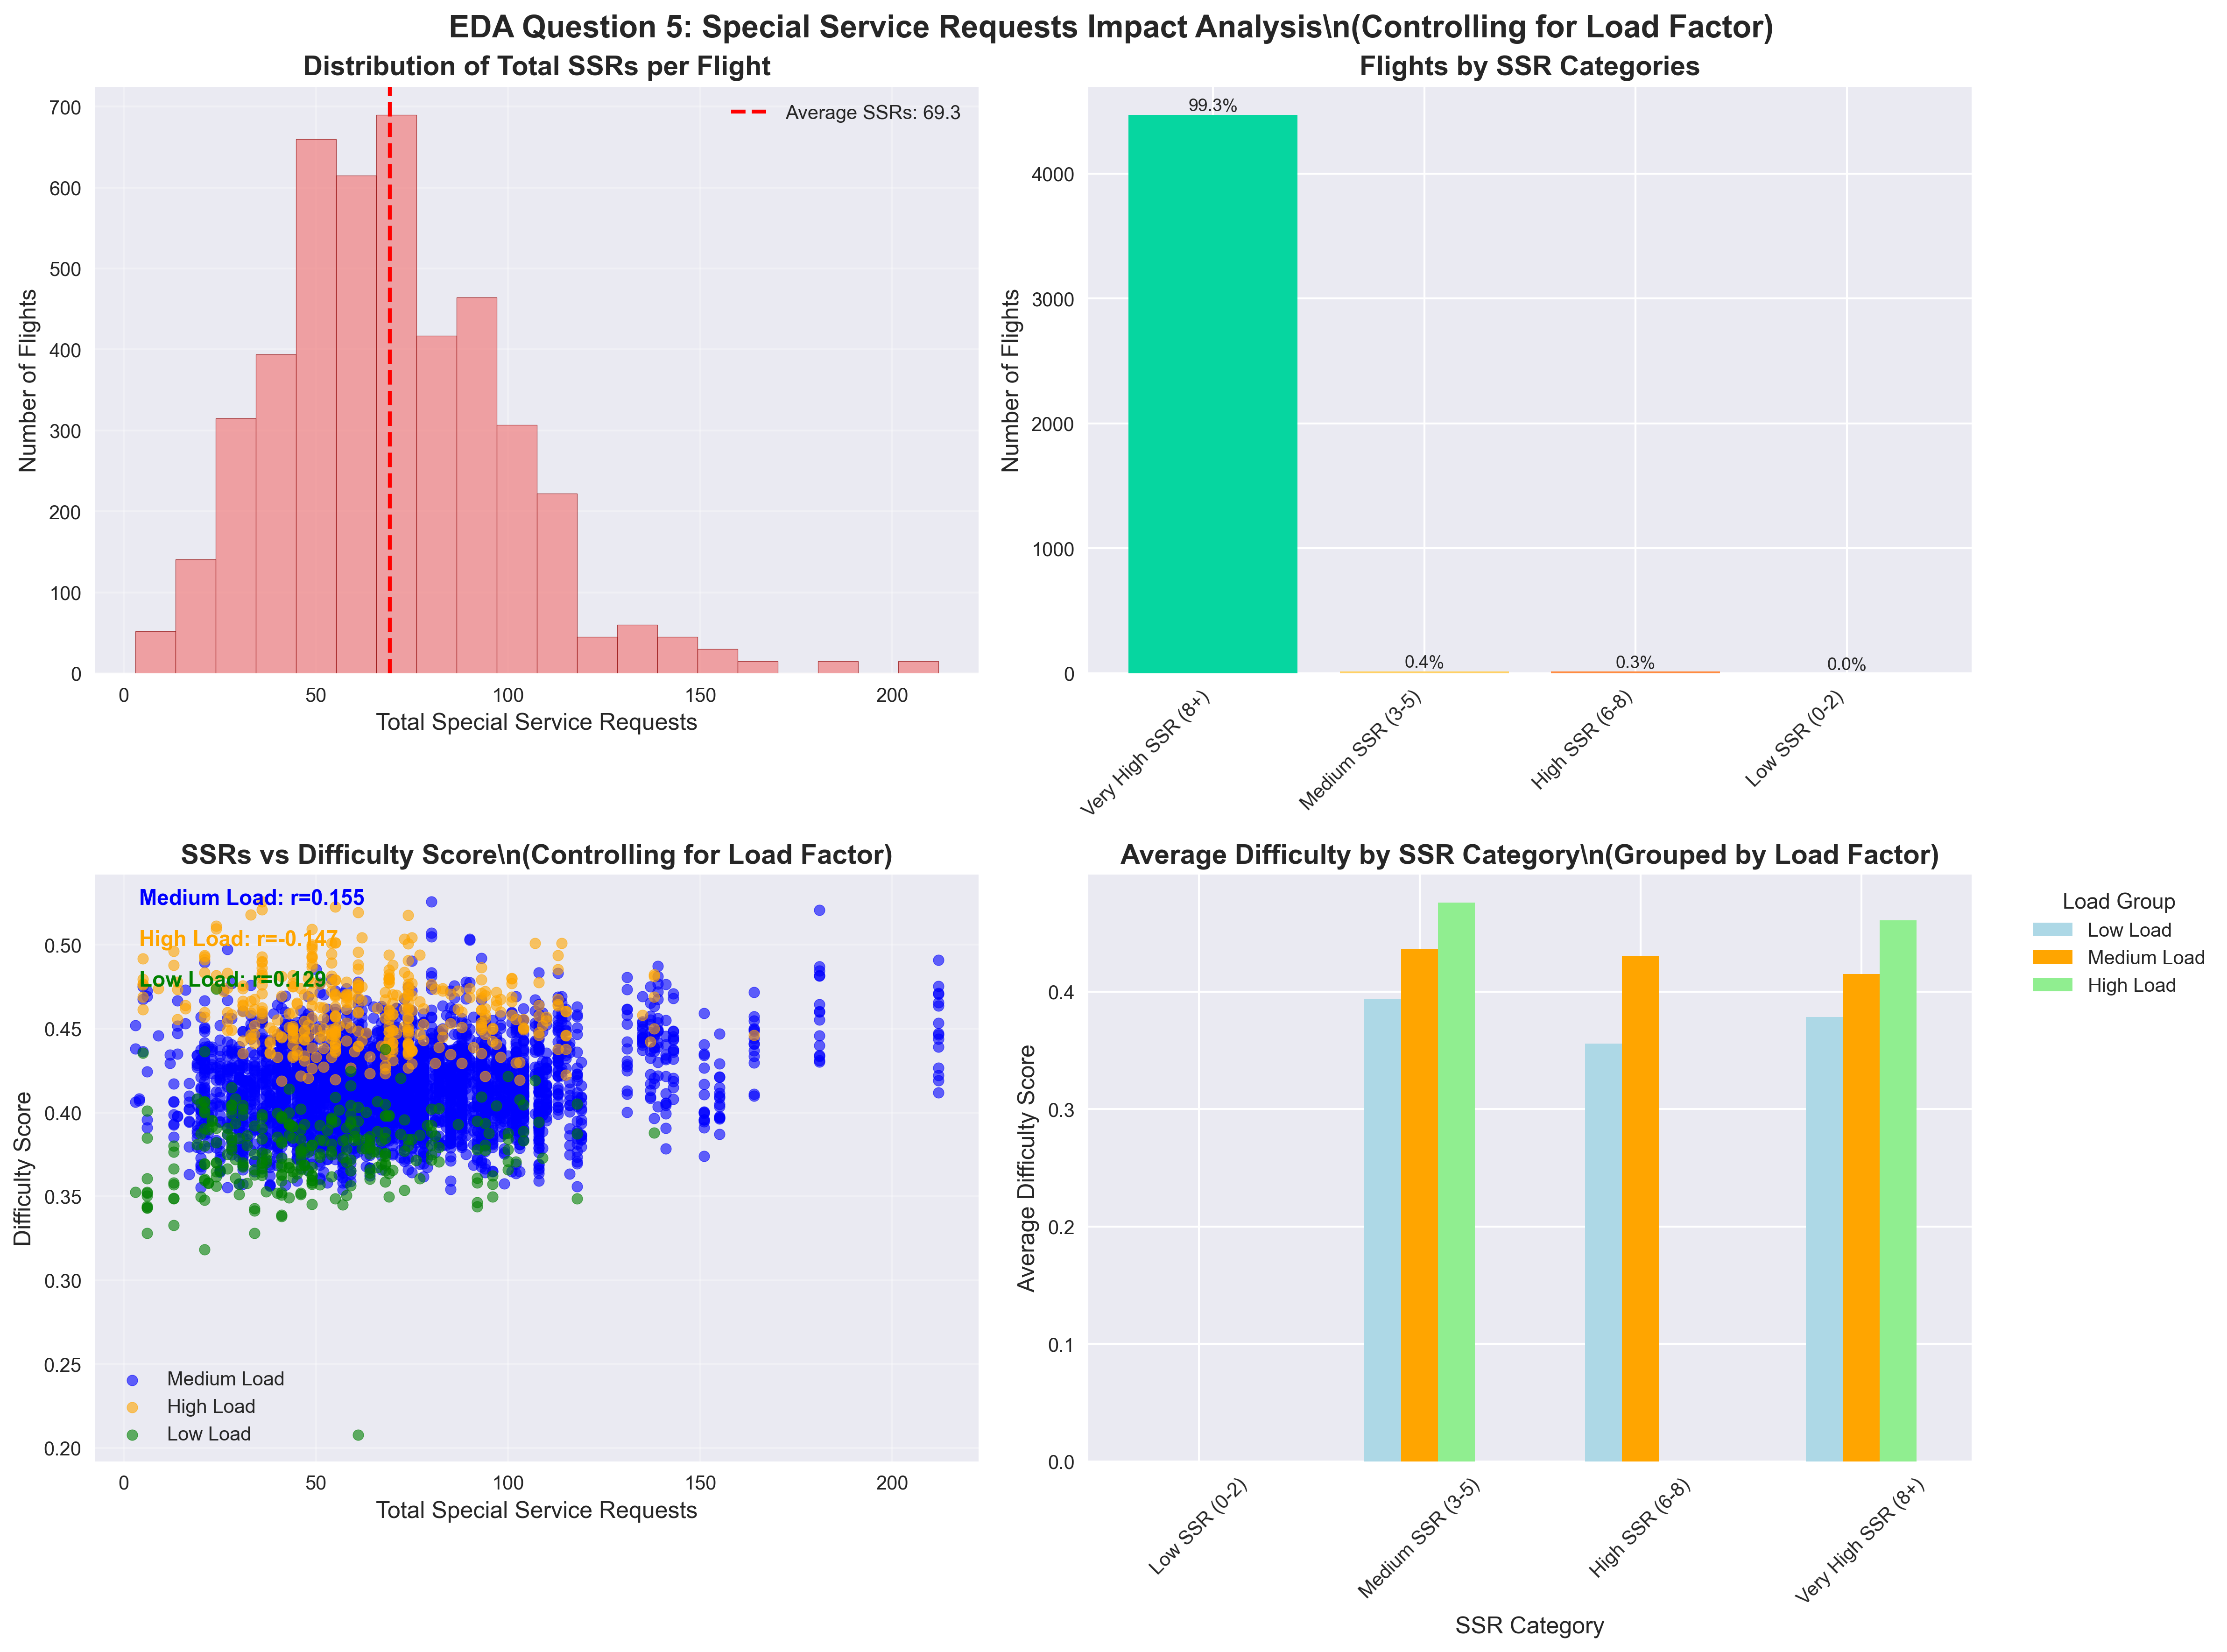 EDA Question 5: Special Service Requests Impact Analysis\n(Controlling for Load Factor)
Distribution of Total SSRs per Flight
Average SSRs: 69.3
Number of Flights
700
600
500
400
300
200
100
0
0 50 100 150 200
Total Special Service Requests
Flights by SSR Categories
Number of Flights
4000
3000
2000
1000
0
99.3%
0.4%
0.3%
0.0%
Very High SSR (8+)
Medium SSR (3-5)
High SSR (6-8)
Low SSR (0-2)
SSRs vs Difficulty Score\n(Controlling for Load Factor)
Medium Load: r=0.155
High Load: r=-0.147
Low Load: r=0.129
Difficulty Score
0.50
0.45
0.40
0.35
0.30
0.25
0.20
Medium Load
High Load
Low Load
0 50 100 150 200
Total Special Service Requests
Average Difficulty by SSR Category\n(Grouped by Load Factor)
Average Difficulty Score
0.4
0.3
0.2
0.1
0.0
Low SSR (0-2)
Medium SSR (3-5)
High SSR (6-8)
Very High SSR (8+)
SSR Category
Load Group
Low Load
Medium Load
High Load